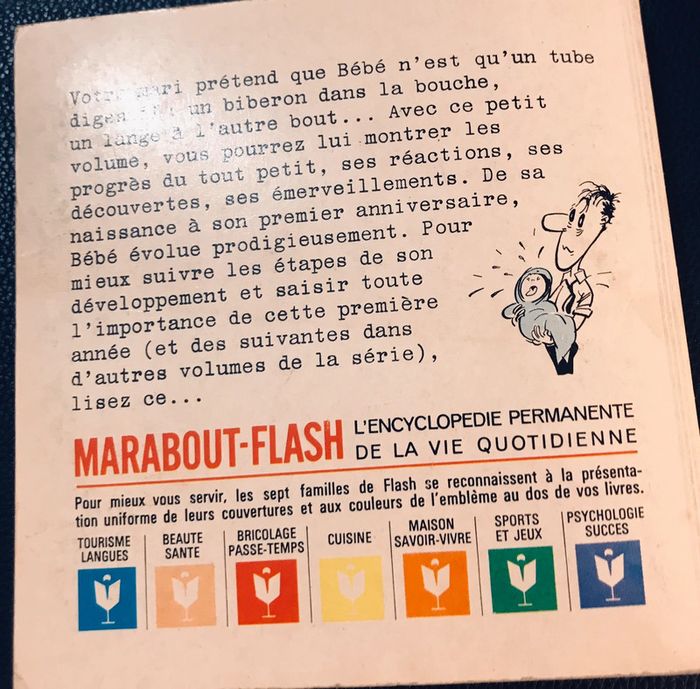 Votre mari prétend que Bébé n'est qu'un tube
digestif, un biberon dans la bouche,
un lange à l'autre bout... Avec ce petit
volume, vous pourrez lui montrer les
progrès du tout petit, ses réactions, ses
découvertes, ses émerveillements. De sa
naissance à son premier anniversaire,
Bébé évolue prodigieusement. Pour
mieux suivre les étapes de son
développement et saisir toute
l'importance de cette première
année (et des suivantes dans
d'autres volumes de la série),
lisez ce...
MARABOUT-FLASH L'ENCYCLOPEDIE PERMANENTE
DE LA VIE QUOTIDIENNE
Pour mieux vous servir, les sept familles de Flash se reconnaissent à la présenta-
tion uniforme de leurs couvertures et aux couleurs de l'emblème au dos de vos livres.
TOURISME
LANGUES
BEAUTE
SANTE
BRICOLAGE
PASSE-TEMPS
CUISINE
MAISON
SAVOIR-VIVRE
SPORTS
ET JEUX
PSYCHOLOGIE
SUCCES